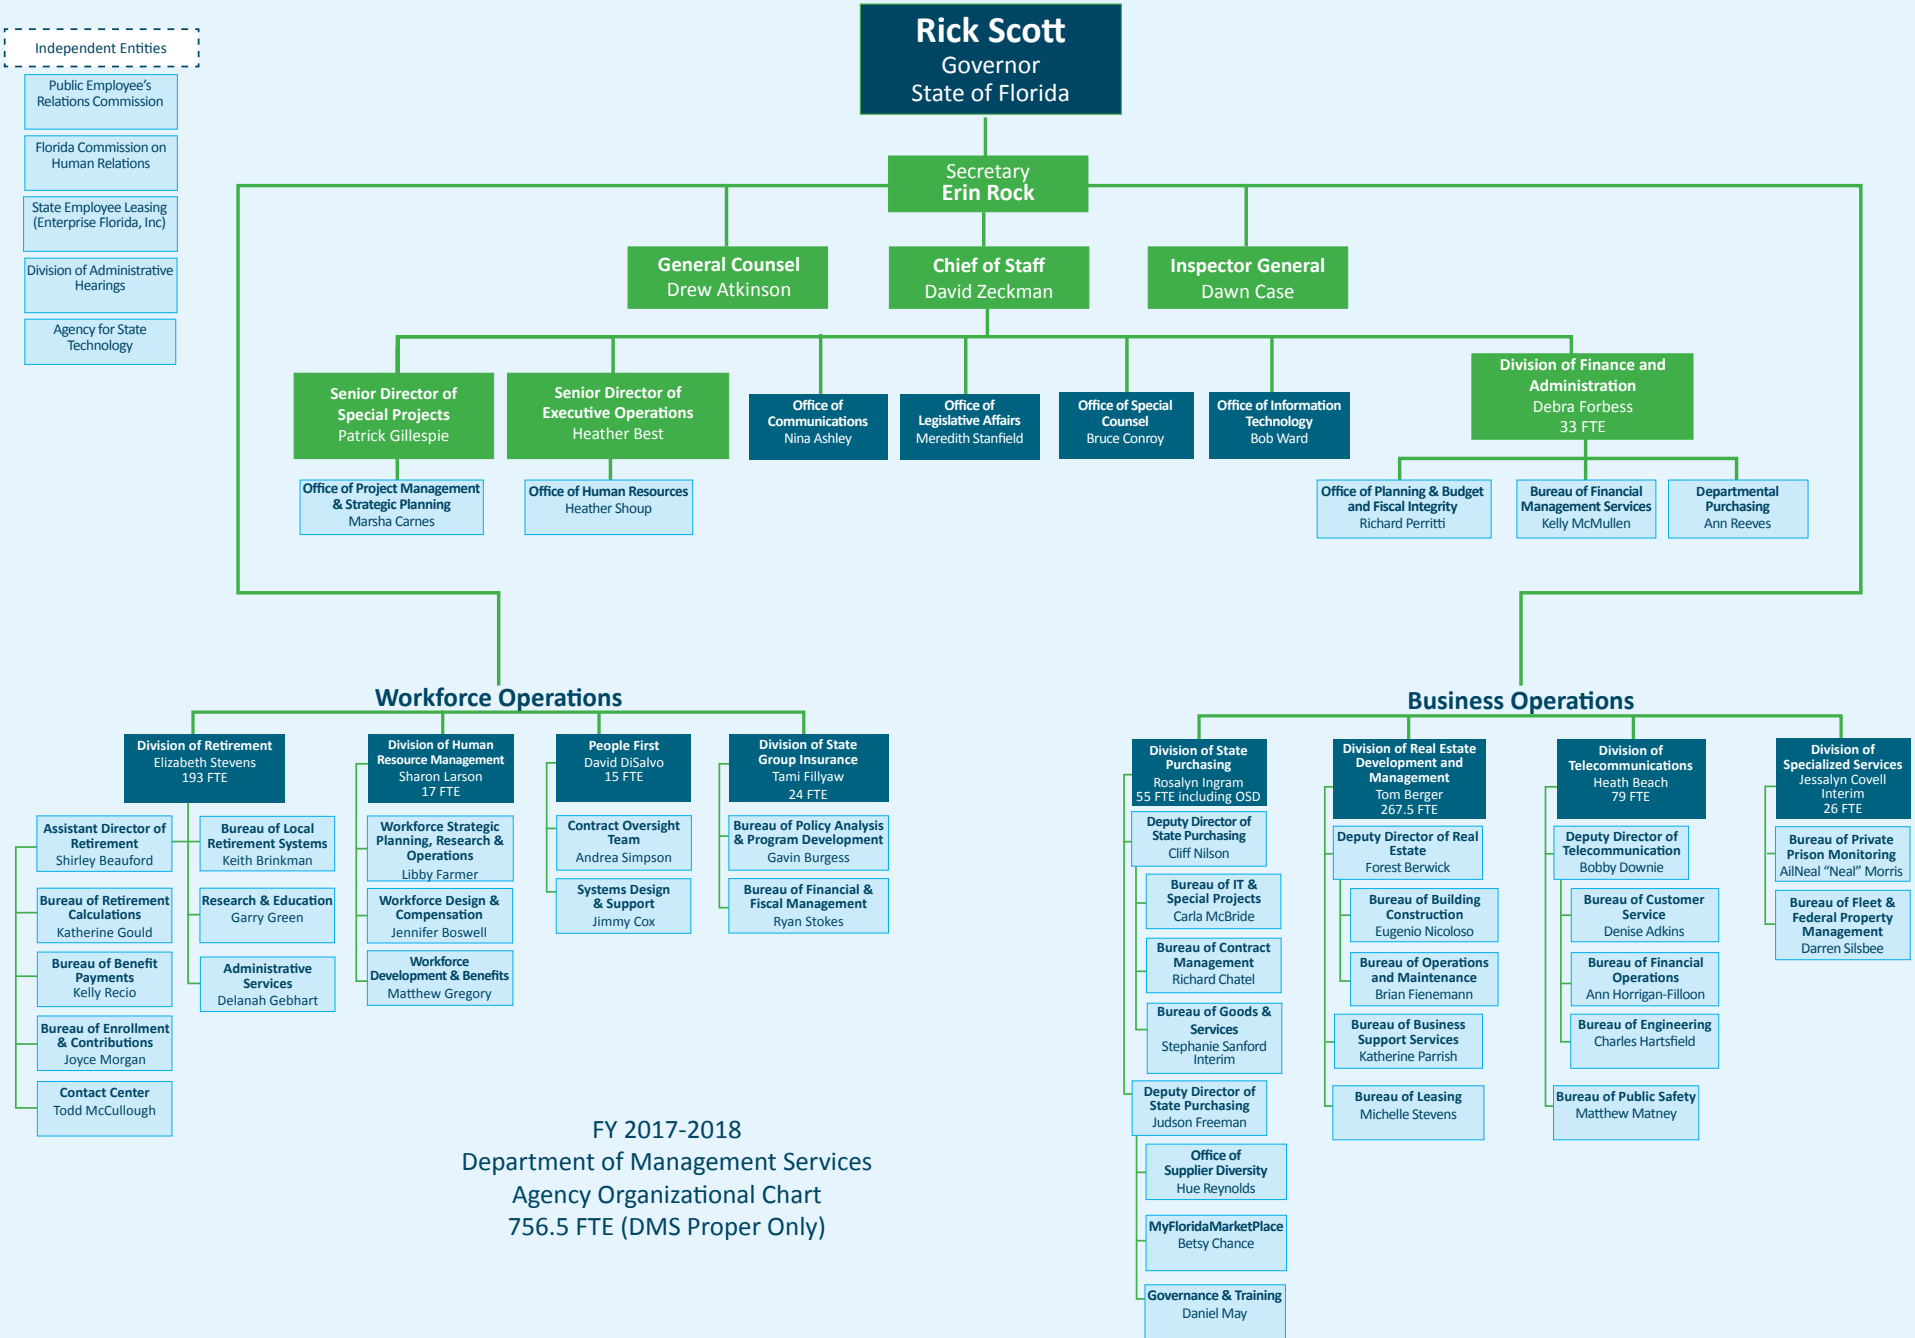 Rick Scott
Governor
State of Florida
Independent Entities
Public Employee's
Relations Commission
Florida Commission on
Human Relations
State Employee Leasing
(Enterprise Florida, Inc)
Division of Administrative
Hearings
Agency for State
Technology
Secretary
Erin Rock
General Counsel
Drew Atkinson
Chief of Staff
David Zeckman
Inspector General
Dawn Case
Senior Director of
Special Projects
Patrick Gillespie
Senior Director of
Executive Operations
Heather Best
Office of
Communications
Nina Ashley
Office of
Legislative Affairs
Meredith Stanfield
Office of Special
Counsel
Bruce Conroy
Office of Information
Technology
Bob Ward
Division of Finance and
Administration
Debra Forbess
33 FTE
Office of Project Management
& Strategic Planning
Marsha Carnes
Office of Human Resources
Heather Shoup
Office of Planning & Budget
and Fiscal Integrity
Richard Perritti
Bureau of Financial
Management Services
Kelly McMullen
Departmental
Purchasing
Ann Reeves
Workforce Operations
Division of Retirement
Elizabeth Stevens
193 FTE
Assistant Director of
Retirement
Shirley Beauford
Bureau of Retirement
Calculations
Katherine Gould
Bureau of Benefit
Payments
Kelly Recio
Bureau of Enrollment
& Contributions
Joyce Morgan
Contact Center
Todd McCullough
Bureau of Local
Retirement Systems
Keith Brinkman
Research & Education
Garry Green
Administrative
Services
Delanah Gebhart
Division of Human
Resource Management
Sharon Larson
17 FTE
Workforce Strategic
Planning, Research &
Operations
Libby Farmer
Workforce Design &
Compensation
Jennifer Boswell
Workforce
Development & Benefits
Matthew Gregory
People First
David DiSalvo
15 FTE
Contract Oversight
Team
Andrea Simpson
Systems Design
& Support
Jimmy Cox
Division of State
Group Insurance
Tami Fillyaw
24 FTE
Bureau of Policy Analysis
& Program Development
Gavin Burgess
Bureau of Financial &
Fiscal Management
Ryan Stokes
Business Operations
Division of State
Purchasing
Rosalyn Ingram
55 FTE including OSD
Deputy Director of
State Purchasing
Cliff Nilson
Bureau of IT &
Special Projects
Carla McBride
Bureau of Contract
Management
Richard Chatel
Bureau of Goods &
Services
Stephanie Sanford
Interim
Deputy Director of
State Purchasing
Judson Freeman
Office of
Supplier Diversity
Hue Reynolds
MyFloridaMarketPlace
Betsy Chance
Governance & Training
Daniel May
Division of Real Estate
Development and
Management
Tom Berger
267.5 FTE
Deputy Director of Real
Estate
Forest Berwick
Bureau of Building
Construction
Eugenio Nicoloso
Bureau of Operations
and Maintenance
Brian Fienemann
Bureau of Business
Support Services
Katherine Parrish
Bureau of Leasing
Michelle Stevens
Division of
Telecommunications
Heath Beach
79 FTE
Deputy Director of
Telecommunication
Bobby Downie
Bureau of Customer
Service
Denise Adkins
Bureau of Financial
Operations
Ann Horrigan-Filloon
Bureau of Engineering
Charles Hartsfield
Bureau of Public Safety
Matthew Matney
Division of
Specialized Services
Jessalyn Covell
Interim
26 FTE
Bureau of Private
Prison Monitoring
AilNeal “Neal” Morris
Bureau of Fleet &
Federal Property
Management
Darren Silsbee
FY 2017-2018
Department of Management Services
Agency Organizational Chart
756.5 FTE (DMS Proper Only)